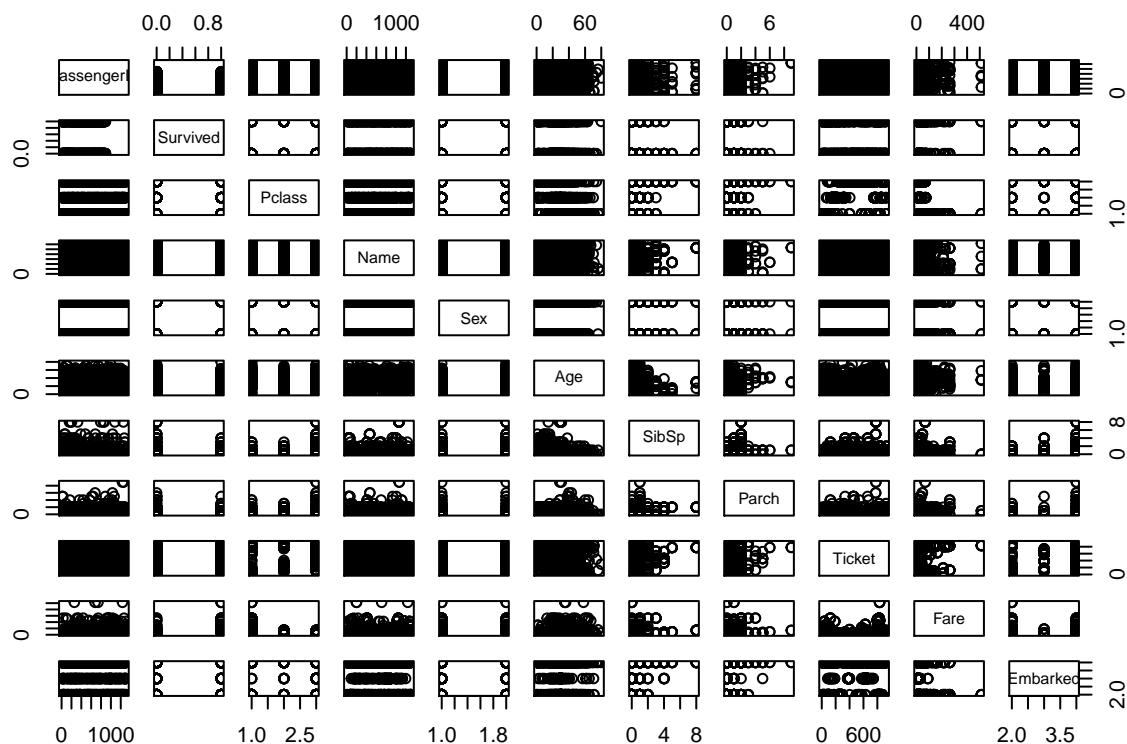 0.0 0.8 0 1000 0 60 0 6 0 400
assengerI
0
0.0
Survived
Pclass
1.0
0
Name
Sex
1.0
0
Age
SibSp
0 8
0
Parch
Ticket
0
0
Fare
Embarked
2.0
0 1000 1.0 2.5 1.0 1.8 0 4 8 0 600 2.0 3.5